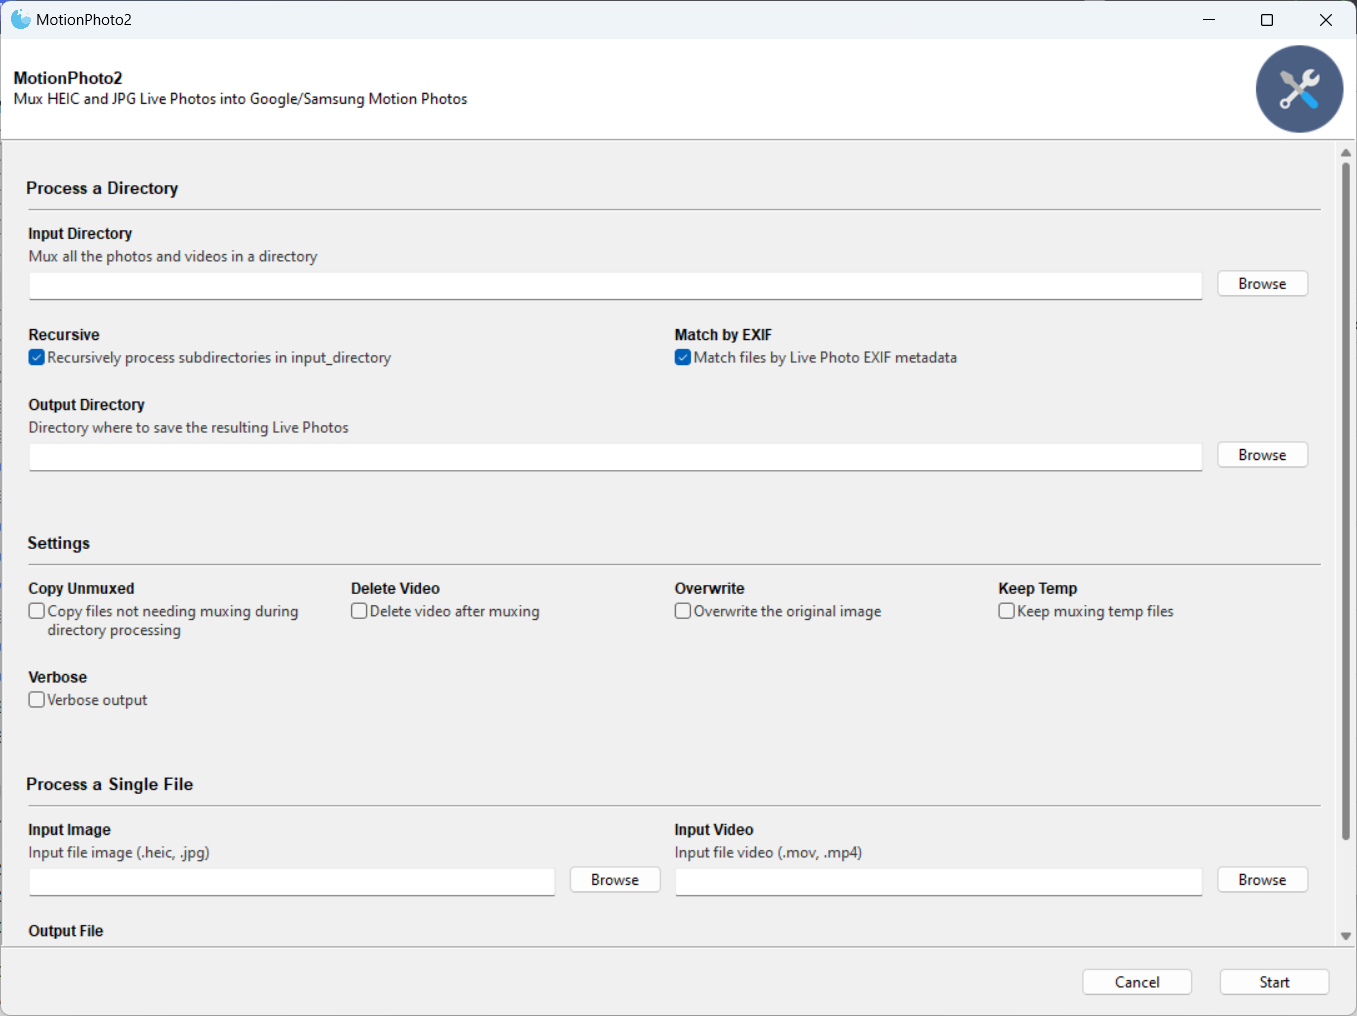 MotionPhoto2
MotionPhoto2
Mux HEIC and JPG Live Photos into Google/Samsung Motion Photos
Process a Directory
Input Directory
Mux all the photos and videos in a directory
Browse
Recursive
Recursively process subdirectories in input_directory
Match by EXIF
Match files by Live Photo EXIF metadata
Output Directory
Directory where to save the resulting Live Photos
Browse
Settings
Copy Unmuxed
Copy files not needing muxing during
directory processing
Delete Video
Delete video after muxing
Overwrite
Overwrite the original image
Keep Temp
Keep muxing temp files
Verbose
Verbose output
Process a Single File
Input Image
Input file image (.heic, .jpg)
Browse
Input Video
Input file video (.mov, .mp4)
Browse
Output File
Cancel
Start